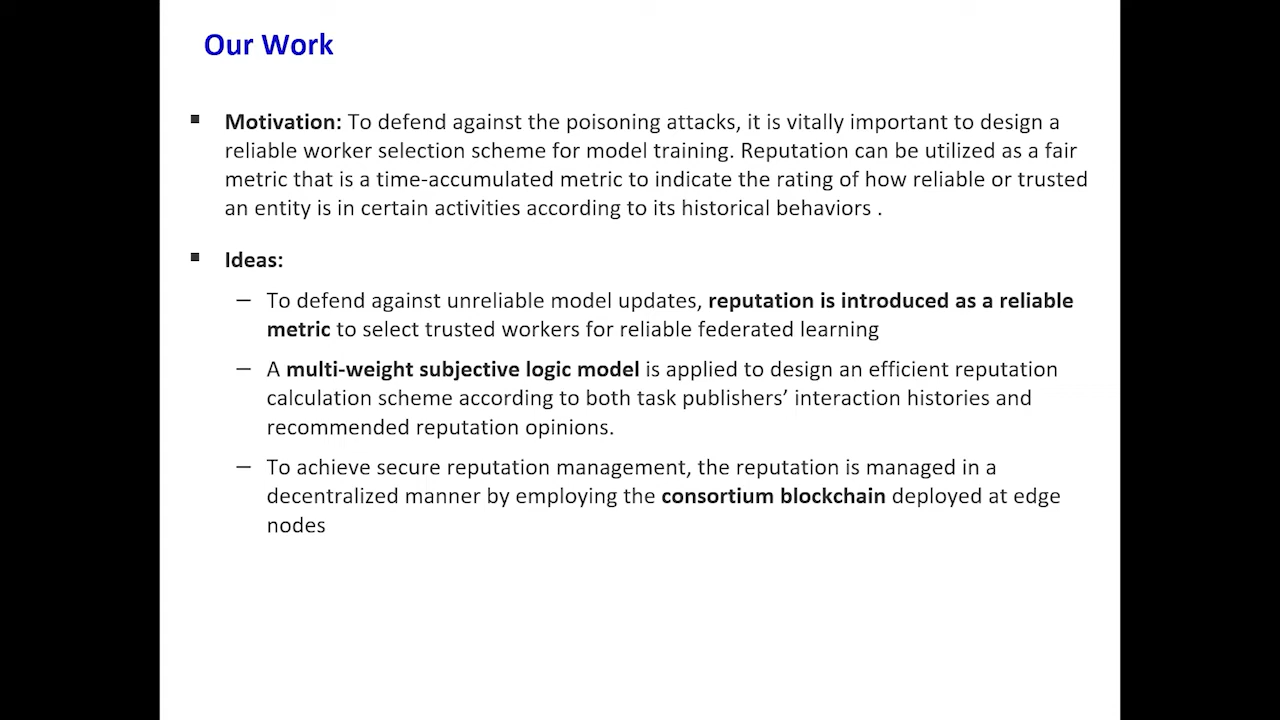 Our Work
▪ Motivation: To defend against the poisoning attacks, it is vitally important to design a
reliable worker selection scheme for model training. Reputation can be utilized as a fair
metric that is a time-accumulated metric to indicate the rating of how reliable or trusted
an entity is in certain activities according to its historical behaviors .
▪ Ideas:
– To defend against unreliable model updates, reputation is introduced as a reliable
metric to select trusted workers for reliable federated learning
– A multi-weight subjective logic model is applied to design an efficient reputation
calculation scheme according to both task publishers’ interaction histories and
recommended reputation opinions.
– To achieve secure reputation management, the reputation is managed in a
decentralized manner by employing the consortium blockchain deployed at edge
nodes